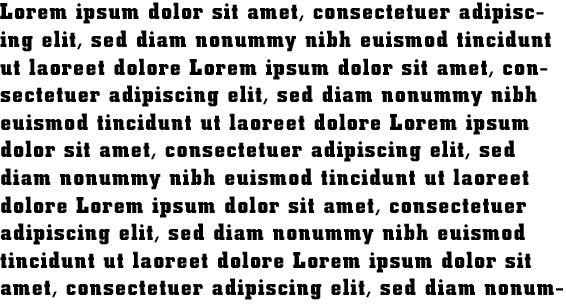 Lorem ipsum dolor sit amet, consectetuer adipisc-
ing elit, sed diam nonummy nibh euismod tincidunt
ut laoreet dolore Lorem ipsum dolor sit amet, con-
sectetuer adipiscing elit, sed diam nonummy nibh
euismod tincidunt ut laoreet dolore Lorem ipsum
dolor sit amet, consectetuer adipiscing elit, sed
diam nonummy nibh euismod tincidunt ut laoreet
dolore Lorem ipsum dolor sit amet, consectetuer
adipiscing elit, sed diam nonummy nibh euismod
tincidunt ut laoreet dolore Lorem ipsum dolor sit
amet, consectetuer adipiscing elit, sed diam nonum-